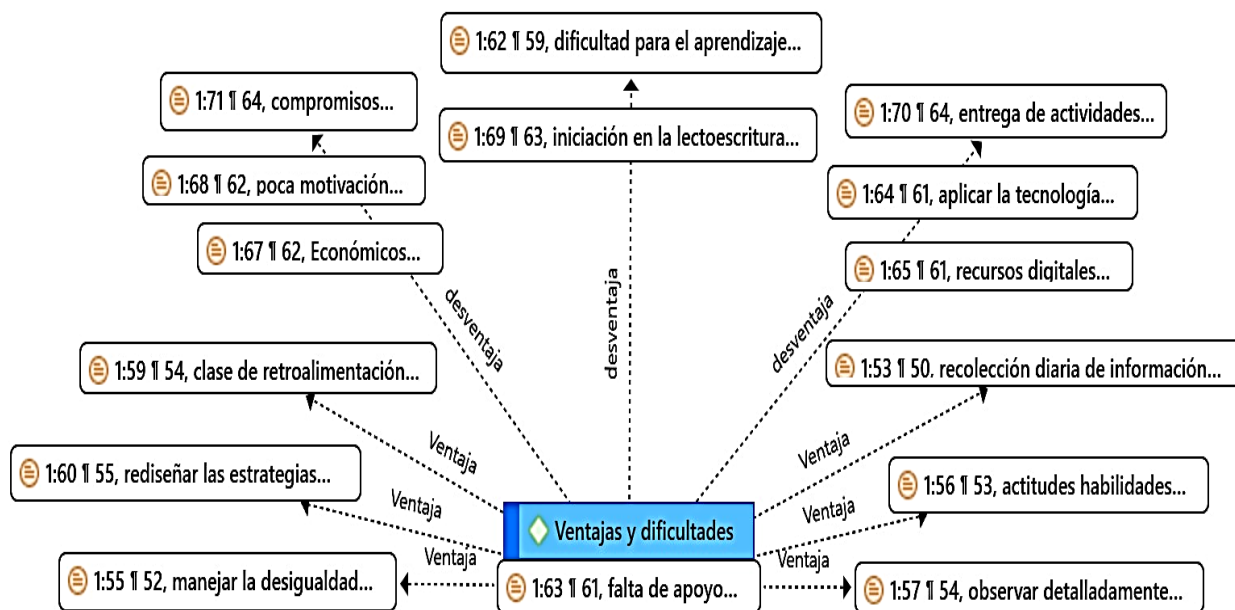 1:62 ¶ 59, dificultad para el aprendizaje...
1:71 ¶ 64, compromisos...
1:69 ¶ 63, iniciación en la lectoescritura...
1:70 ¶ 64, entrega de actividades...
1:68 ¶ 62, poca motivación...
1:64 ¶ 61, aplicar la tecnología...
1:67 ¶ 62, Económicos...
1:65 ¶ 61, recursos digitales...
desventaja
desventaja
desventaja
1:59 ¶ 54, clase de retroalimentación...
1:53 ¶ 50, recolección diaria de información...
Ventaja
Ventaja
1:60 ¶ 55, rediseñar las estrategias...
1:56 ¶ 53, actitudes habilidades...
Ventaja
Ventaja
Ventajas y dificultades
Ventaja
Ventaja
1:55 ¶ 52, manejar la desigualdad...
1:63 ¶ 61, falta de apoyo...
1:57 ¶ 54, observar detalladamente...